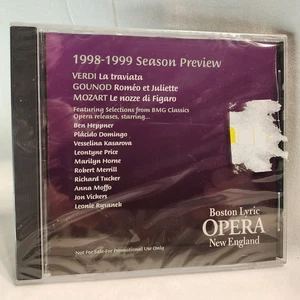 1998-1999 Season Preview
VERDI La traviata
GOUNOD Roméo et Juliette
MOZART Le nozze di Figaro
Featuring Selections from BMG Classics
Opera releases, starring...
Ben Heppner
Plácido Domingo
Vesselina Kasarova
Leontyne Price
Marilyn Horne
Robert Merrill
Richard Tucker
Anna Moffo
Jon Vickers
Leonie Rysanek
Boston Lyric
OPERA
New England
Not For Sale-For Promotional Use Only